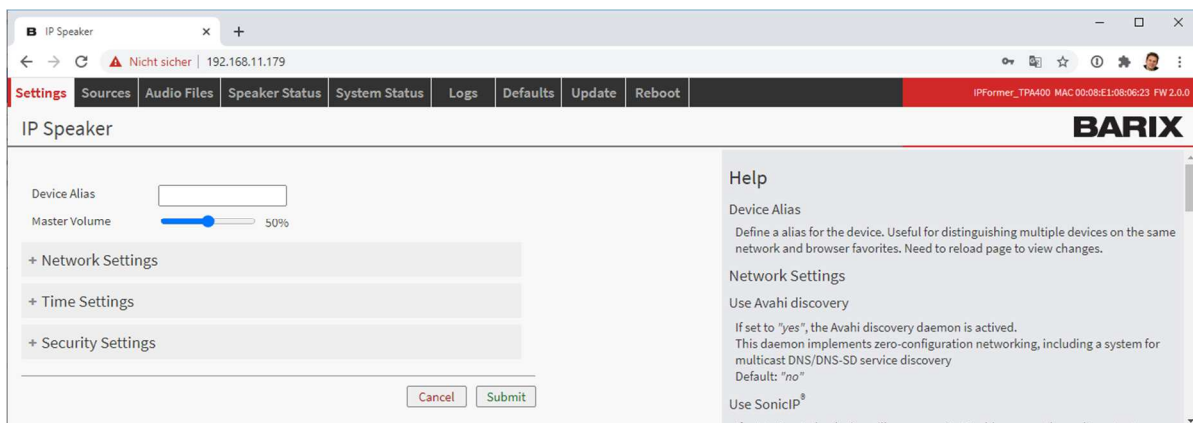 B IP Speaker
Nicht sicher | 192.168.11.179
Settings Sources Audio Files Speaker Status System Status Logs Defaults Update Reboot IPFormer_TPA400 MAC 00:08:E1:08:06:23 FW 2.0.0
IP Speaker
BARIX
Device Alias
Master Volume 50%
+ Network Settings
+ Time Settings
+ Security Settings
Cancel Submit
Help
Device Alias
Define a alias for the device. Useful for distinguishing multiple devices on the same
network and browser favorites. Need to reload page to view changes.
Network Settings
Use Avahi discovery
If set to "yes", the Avahi discovery daemon is actived.
This daemon implements zero-configuration networking, including a system for
multicast DNS/DNS-SD service discovery
Default: "no"
Use SonicIP®